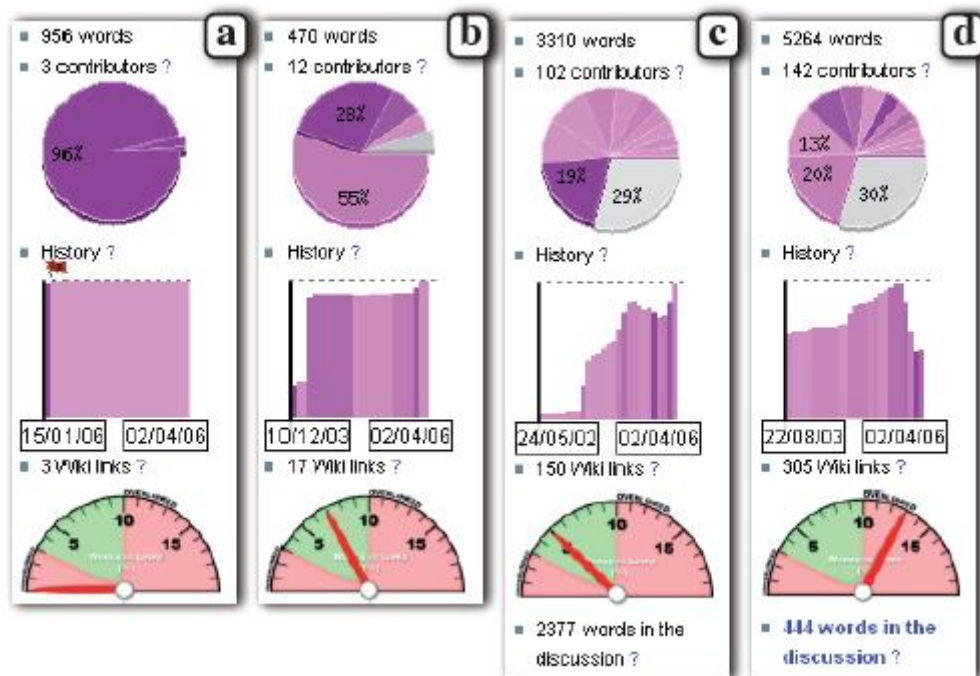 a
956 words
3 contributors ?
96%
History ?
15/01/06 02/04/06
3 Wiki links ?
5 10 15
b
470 words
12 contributors ?
28%
55%
History ?
10/12/03 02/04/06
17 Wiki links ?
OVERLINKED
5 10 15
c
3310 words
102 contributors ?
19%
29%
History ?
24/05/02 02/04/06
150 Wiki links ?
OVERLINKED
10 15
2377 words in the
discussion ?
d
5264 words
142 contributors ?
13%
20%
30%
History ?
22/08/03 02/04/06
305 Wiki links ?
OVERLINKED
5 10 15
444 words in the
discussion ?